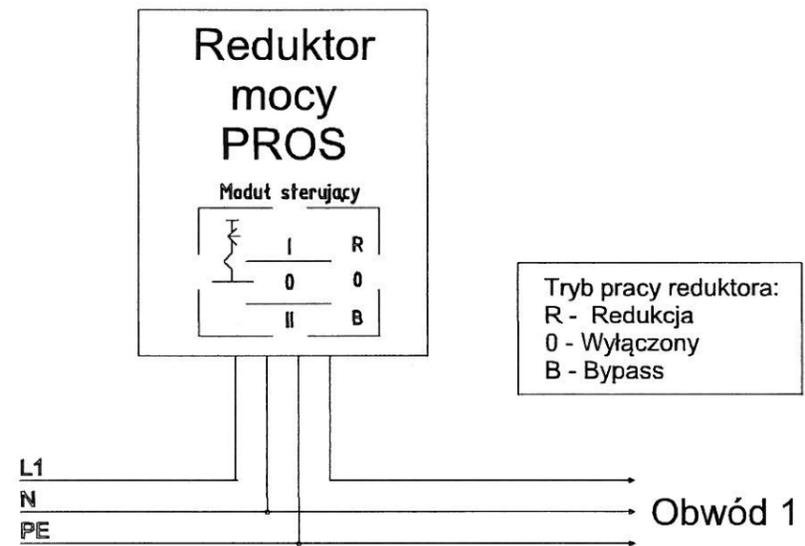 Reduktor
mocy
PROS
Moduł sterujący
I R
0 0
II B
Tryb pracy reduktora:
R - Redukcja
0 - Wyłączony
B - Bypass
L1
N
PE
Obwód 1